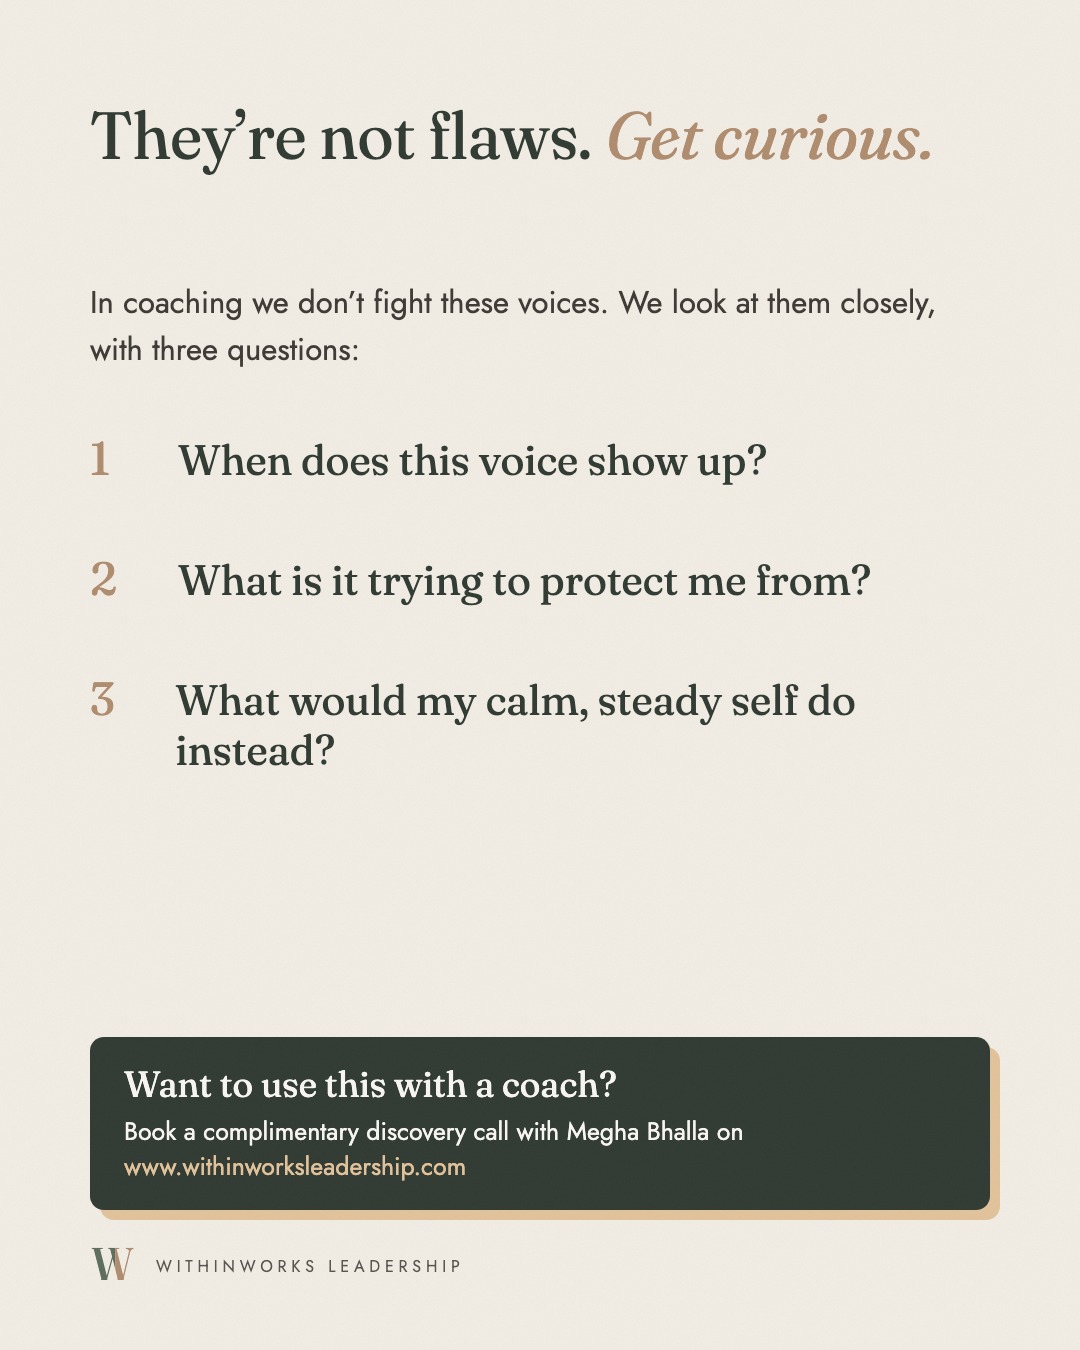 They’re not flaws. Get curious.
In coaching we don’t fight these voices. We look at them closely,
with three questions:
1 When does this voice show up?
2 What is it trying to protect me from?
3 What would my calm, steady self do
instead?
Want to use this with a coach?
Book a complimentary discovery call with Megha Bhalla on
www.withinworksleadership.com
W WITHINWORKS LEADERSHIP